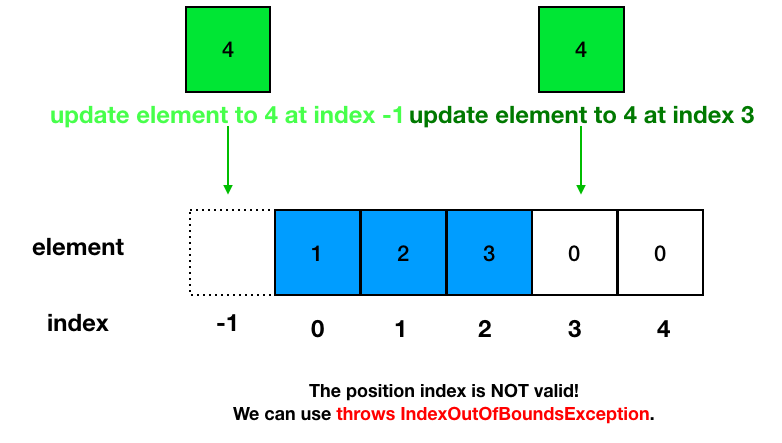 4 4
update element to 4 at index -1 update element to 4 at index 3
element 1 2 3 0 0
index -1 0 1 2 3 4
The position index is NOT valid!
We can use throws IndexOutOfBoundsException.